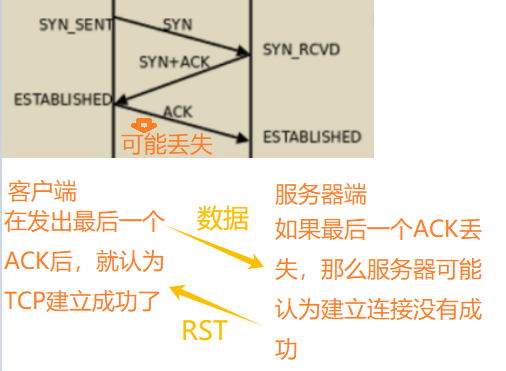 SYN_SENT
SYN
SYN_RCVD
SYN+ACK
ESTABLISHED
ACK
ESTABLISHED
可能丢失
客户端
在发出最后一个
ACK后，就认为
TCP建立成功了
数据
RST
服务器端
如果最后一个ACK丢
失，那么服务器可能
认为建立连接没有成
功